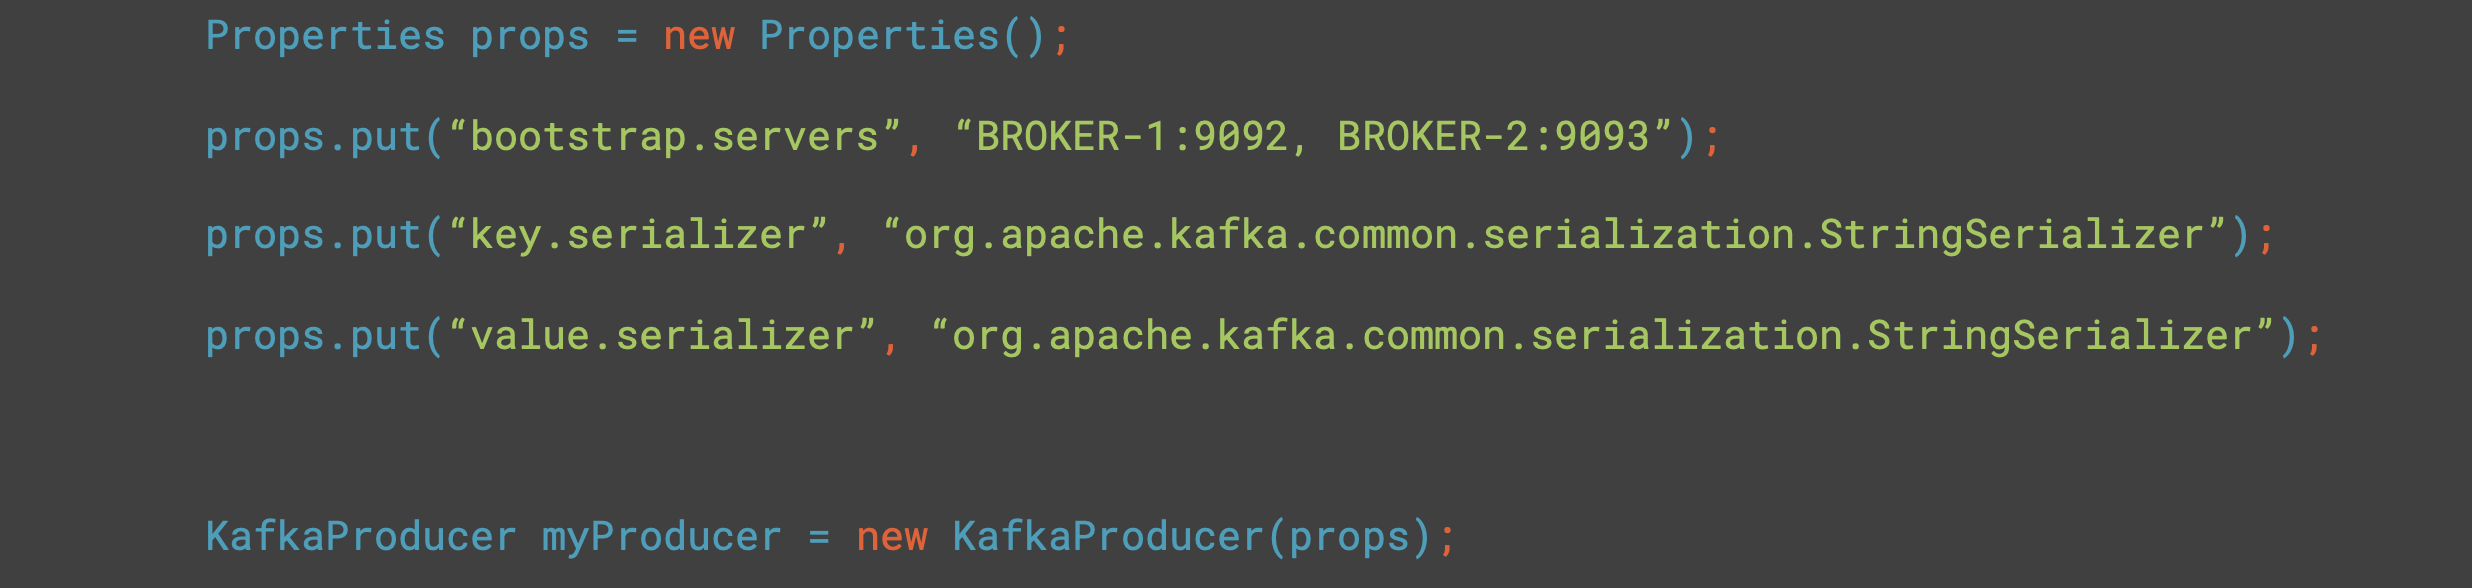 Properties props = new Properties();
props.put(“bootstrap.servers”, “BROKER-1:9092, BROKER-2:9093”);
props.put(“key.serializer”, “org.apache.kafka.common.serialization.StringSerializer”);
props.put(“value.serializer”, “org.apache.kafka.common.serialization.StringSerializer”);
KafkaProducer myProducer = new KafkaProducer(props);